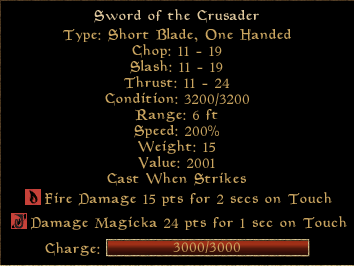 Sword of the Crusader
Type: Short Blade, One Handed
Chop: 11 - 19
Slash: 11 - 19
Thrust: 11 - 24
Condition: 3200/3200
Range: 6 ft
Speed: 200%
Weight: 15
Value: 2001
Cast When Strikes
Fire Damage 15 pts for 2 secs on Touch
Damage Magicka 24 pts for 1 sec on Touch
Charge: 3000/3000